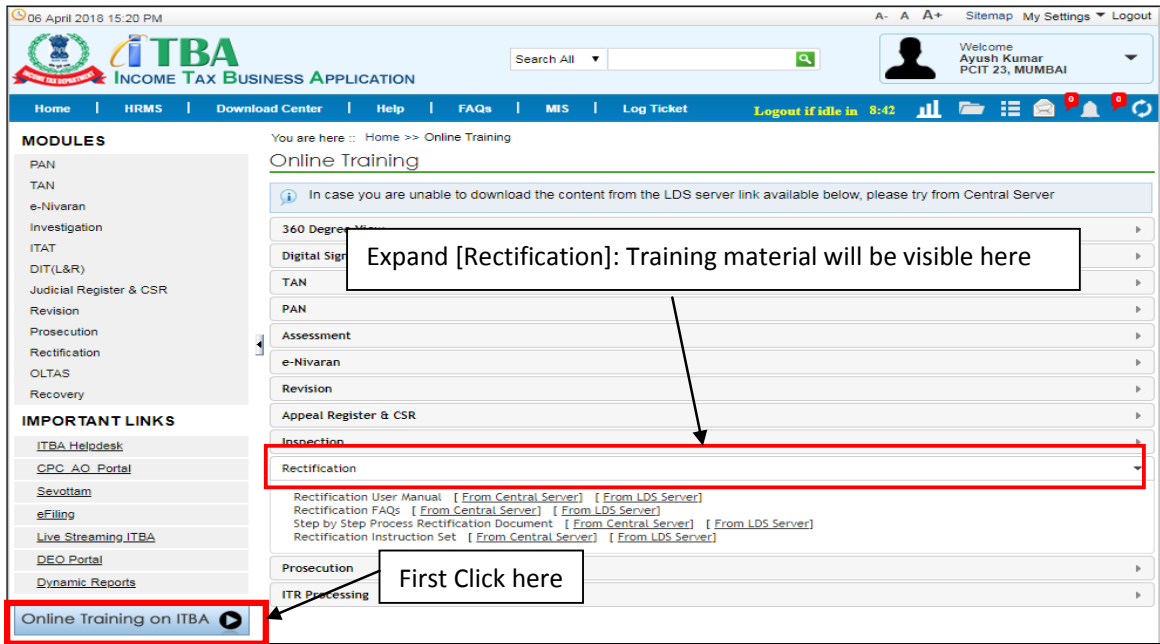 06 April 2018 15:20 PM
A- A A+ Sitemap My Settings Logout
iTBA
INCOME TAX BUSINESS APPLICATION
INCOME TAX DEPARTMENT
Search All
Welcome
Ayush Kumar
PCIT 23, MUMBAI
Home | HRMS | Download Center | Help | FAQs | MIS | Log Ticket
Logout if idle in 8:42
0
0
MODULES
PAN
TAN
e-Nivaran
Investigation
ITAT
DIT(L&R)
Judicial Register & CSR
Revision
Prosecution
Rectification
OLTAS
Recovery
IMPORTANT LINKS
ITBA Helpdesk
CPC AO Portal
Sevottam
eFiling
Live Streaming ITBA
DEO Portal
Dynamic Reports
Online Training on ITBA
You are here :: Home >> Online Training
Online Training
In case you are unable to download the content from the LDS server link available below, please try from Central Server
360 Degree View
Digital Sign
Expand [Rectification]: Training material will be visible here
TAN
PAN
Assessment
e-Nivaran
Revision
Appeal Register & CSR
Inspection
Rectification
Rectification User Manual [ From Central Server] [ From LDS Server]
Rectification FAQs [ From Central Server] [ From LDS Server]
Step by Step Process Rectification Document [ From Central Server] [ From LDS Server]
Rectification Instruction Set [ From Central Server] [ From LDS Server]
Prosecution
First Click here
ITR Processing